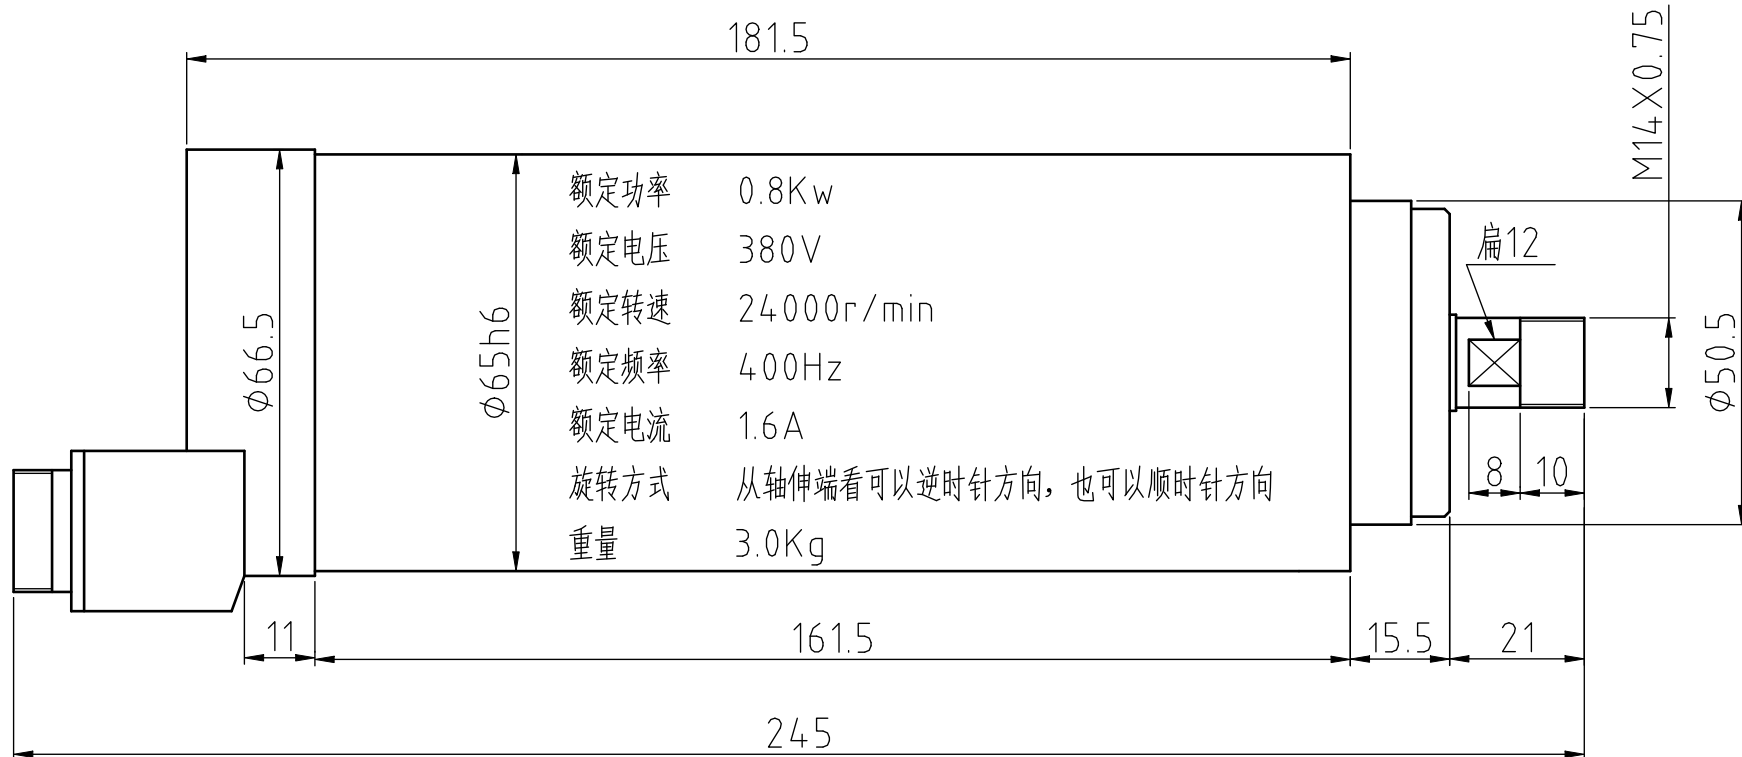 181.5
M14X0.75
额定功率 0.8Kw
额定电压 380V
扁12
额定转速 24000r/min
ϕ66.5
ϕ65h6
ϕ50.5
额定频率 400Hz
额定电流 1.6A
旋转方式 从轴伸端看可以逆时针方向，也可以顺时针方向
8
10
重量 3.0Kg
11
161.5
15.5
21
245